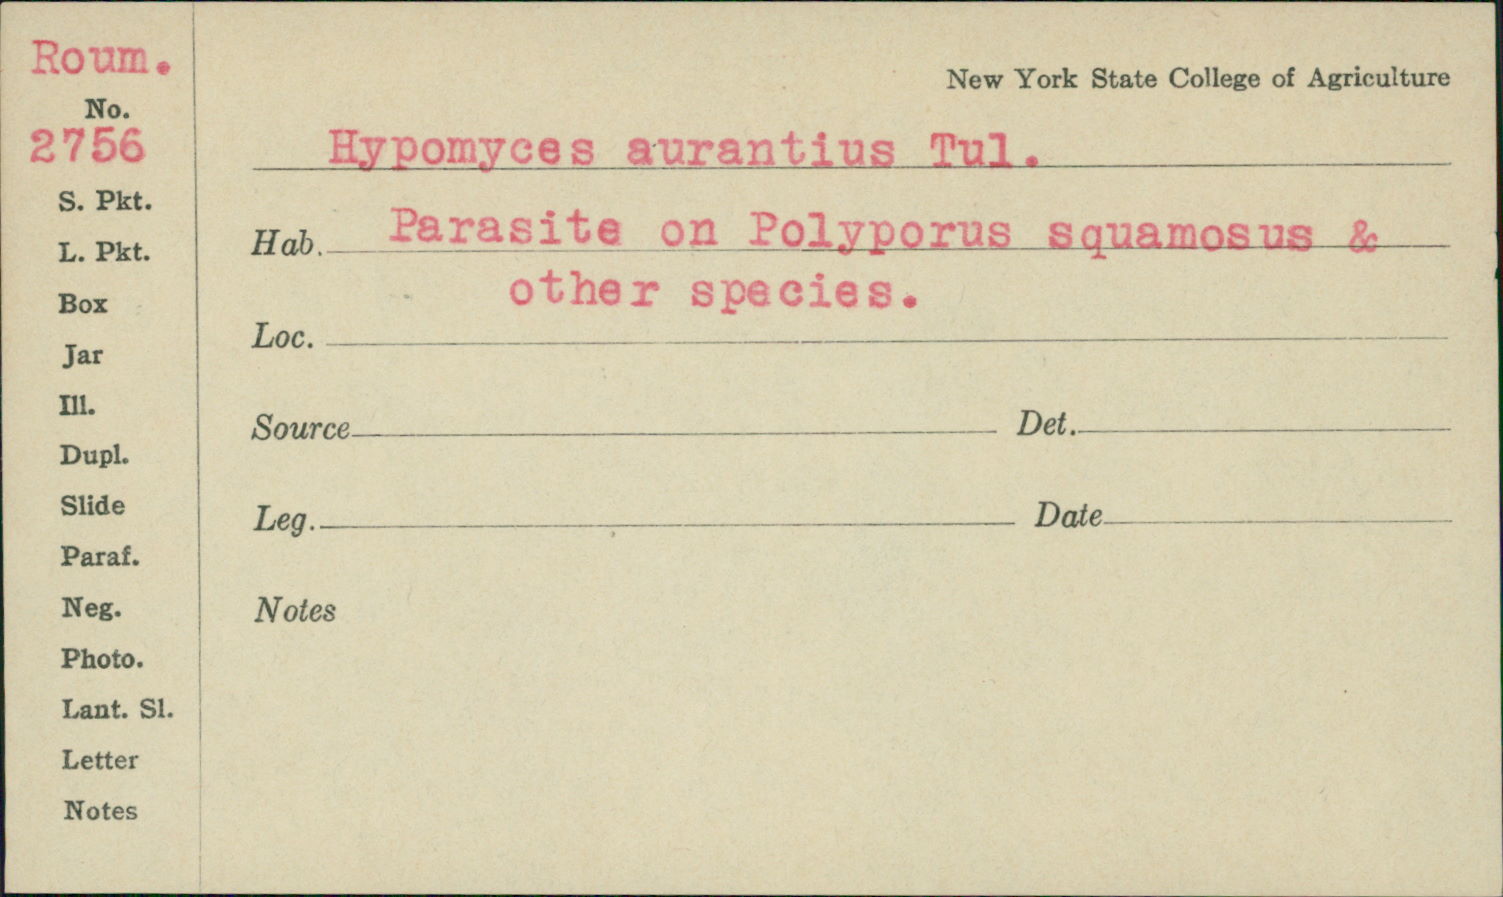 Roum.
No.
2756
S. Pkt.
L. Pkt.
Box
Jar
Ill.
Dupl.
Slide
Paraf.
Neg.
Photo.
Lant. Sl.
Letter
Notes
New York State College of Agriculture
Hypomyces aurantius Tul.
Hab. Parasite on Polyporus squamosus &
other species.
Loc.
Source Det.
Leg. Date
Notes